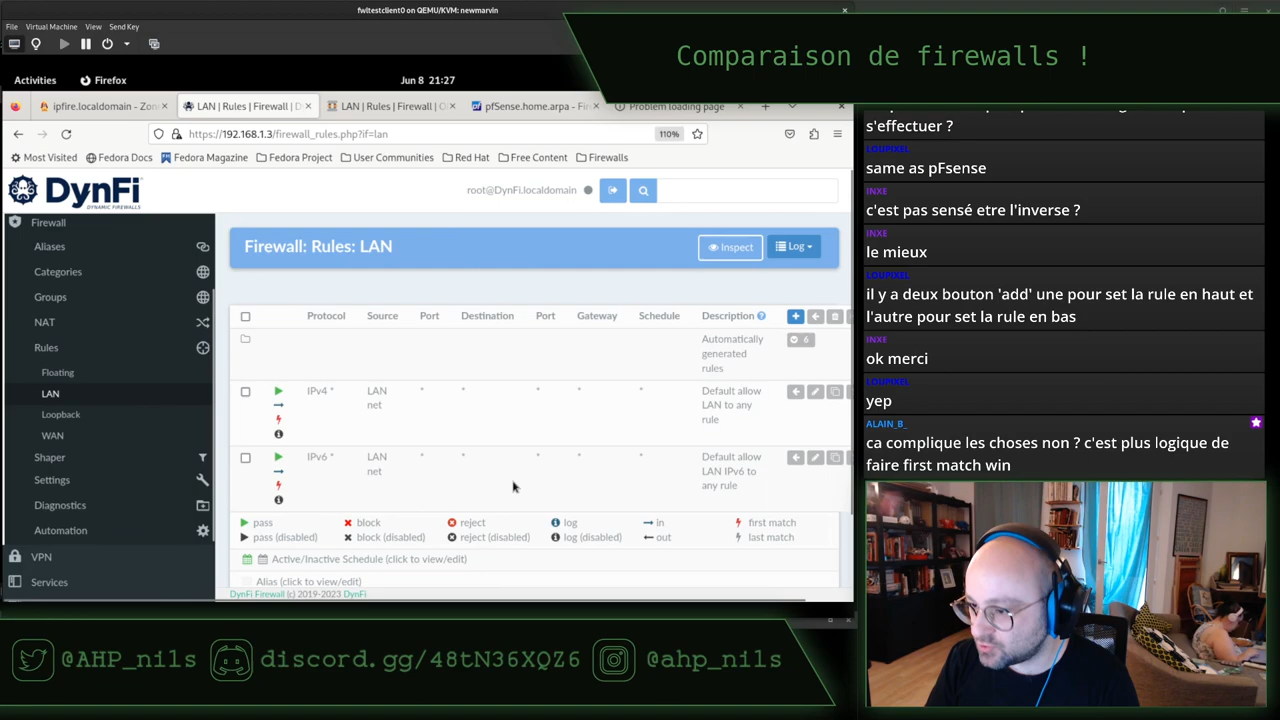 fwltestclient0 on QEMU/KVM: newmarvin
File Virtual Machine View Send Key
Comparaison de firewalls !
Activities Firefox Jun 8 21:27
ipfire.localdomain - Zon
LAN | Rules | Firewall | D
LAN | Rules | Firewall | O
pfSense.home.arpa - Fir
Problem loading page
https://192.168.1.3/firewall_rules.php?if=lan 110%
Most Visited Fedora Docs Fedora Magazine Fedora Project User Communities Red Hat Free Content Firewalls
DynFi
DYNAMIC FIREWALLS
root@DynFi.localdomain
Firewall
Aliases
Categories
Groups
NAT
Rules
Floating
LAN
Loopback
WAN
Shaper
Settings
Diagnostics
Automation
VPN
Services
Firewall: Rules: LAN
Inspect
Log
Protocol Source Port Destination Port Gateway Schedule Description
Automatically
generated
rules
6
IPv4 * LAN net * * * * * Default allow LAN to any rule
IPv6 * LAN net * * * * * Default allow LAN IPv6 to any rule
pass block reject log in first match
pass (disabled) block (disabled) reject (disabled) log (disabled) out last match
Active/Inactive Schedule (click to view/edit)
Alias (click to view/edit)
DynFi Firewall (c) 2019-2023 DynFi
s'effectuer ?
LOUPIXEL
same as pFsense
INXE
c'est pas sensé etre l'inverse ?
INXE
le mieux
LOUPIXEL
il y a deux bouton 'add' une pour set la rule en haut et
l'autre pour set la rule en bas
INXE
ok merci
LOUPIXEL
yep
ALAIN_B_
ca complique les choses non ? c'est plus logique de
faire first match win
@AHP_nils discord.gg/48tN36XQZ6 @ahp_nils